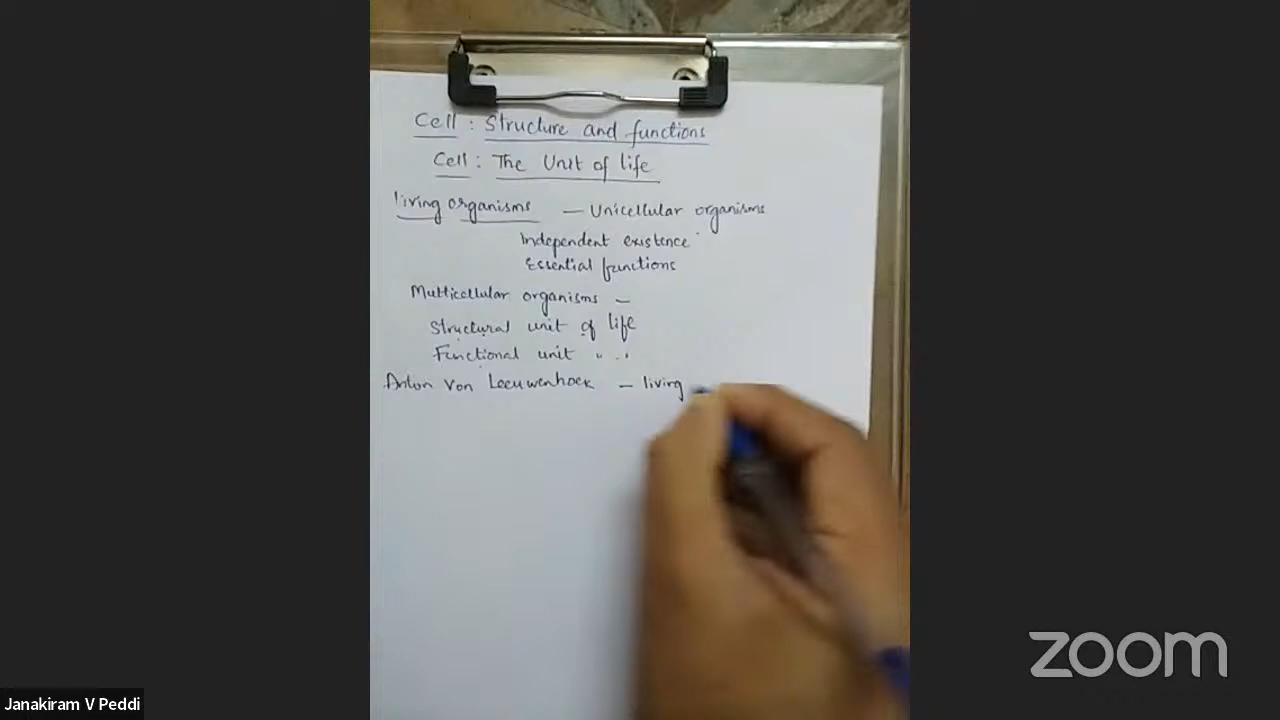 Cell : Structure and functions
Cell : The Unit of life
living organisms — Unicellular organisms
Independent existence
Essential functions
Multicellular organisms –
Structural unit of life
Functional unit " "
Anton Von Leeuwenhoek – living
zoom
Janakiram V Peddi